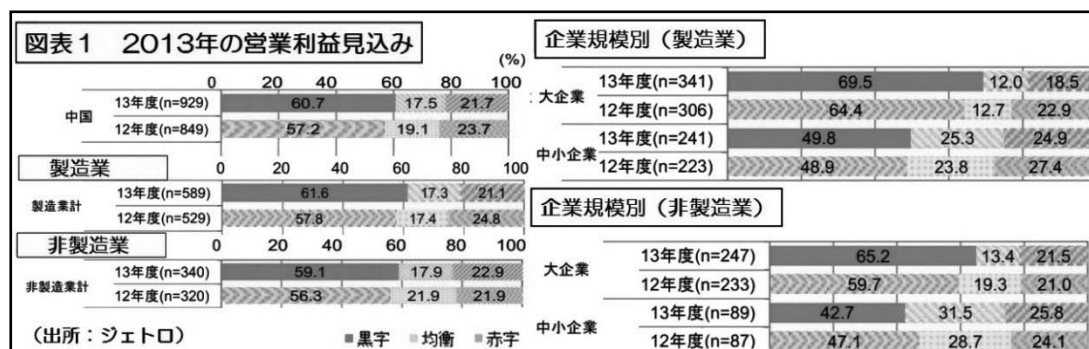 図表1　2013年の営業利益見込み
(%)
0 20 40 60 80 100
中国
13年度(n=929) 60.7 17.5 21.7
12年度(n=849) 57.2 19.1 23.7
製造業
製造業計
13年度(n=589) 61.6 17.3 21.1
12年度(n=529) 57.8 17.4 24.8
非製造業
0 20 40 60 80 100
非製造業計
13年度(n=340) 59.1 17.9 22.9
12年度(n=320) 56.3 21.9 21.9
（出所：ジェトロ）
■黒字 均衡 赤字
企業規模別（製造業）
大企業
13年度(n=341) 69.5 12.0 18.5
12年度(n=306) 64.4 12.7 22.9
中小企業
13年度(n=241) 49.8 25.3 24.9
12年度(n=223) 48.9 23.8 27.4
企業規模別（非製造業）
大企業
13年度(n=247) 65.2 13.4 21.5
12年度(n=233) 59.7 19.3 21.0
中小企業
13年度(n=89) 42.7 31.5 25.8
12年度(n=87) 47.1 28.7 24.1